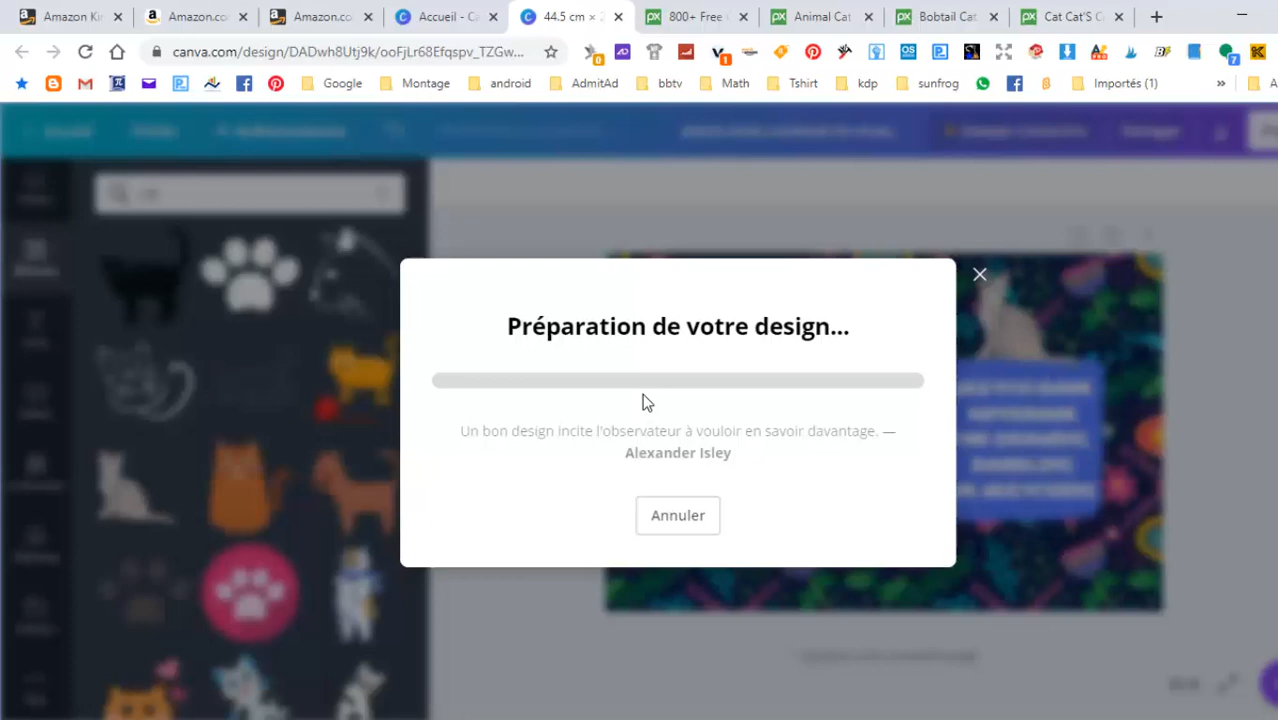 Amazon Ki
Amazon.co
Amazon.co
Accueil - Ca
44.5 cm × 2
800+ Free C
Animal Cat
Bobtail Cat
Cat Cat'S C
canva.com/design/DADwh8Utj9k/ooFjLr68Efqspv_TZGw...
Google
Montage
android
AdmitAd
bbtv
Math
Tshirt
kdp
sunfrog
Importés (1)
»
Préparation de votre design...
Un bon design incite l'observateur à vouloir en savoir davantage. —
Alexander Isley
Annuler